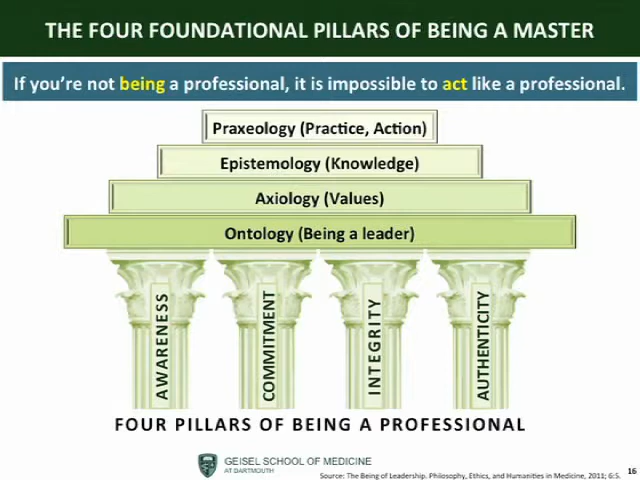 THE FOUR FOUNDATIONAL PILLARS OF BEING A MASTER
If you're not being a professional, it is impossible to act like a professional.
Praxeology (Practice, Action)
Epistemology (Knowledge)
Axiology (Values)
Ontology (Being a leader)
AWARENESS
COMMITMENT
INTEGRITY
AUTHENTICITY
FOUR PILLARS OF BEING A PROFESSIONAL
GEISEL SCHOOL OF MEDICINE
AT DARTMOUTH
Source: The Being of Leadership. Philosophy, Ethics, and Humanities in Medicine, 2011; 6:5.
16